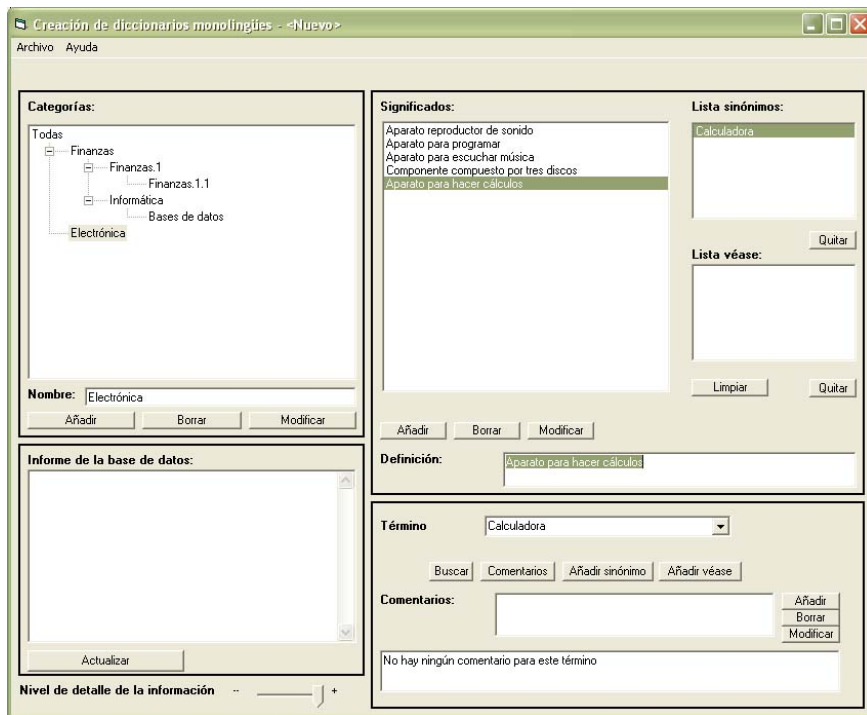 Creación de diccionarios monolingües - <Nuevo>
Archivo Ayuda
Categorías:
Todas
Finanzas
Finanzas.1
Finanzas.1.1
Informática
Bases de datos
Electrónica
Nombre: Electrónica
Añadir Borrar Modificar
Informe de la base de datos:
Actualizar
Nivel de detalle de la información -- +
Significados:
Aparato reproductor de sonido
Aparato para programar
Aparato para escuchar música
Componente compuesto por tres discos
Aparato para hacer cálculos
Añadir Borrar Modificar
Definición: Aparato para hacer cálculos
Lista sinónimos:
Calculadora
Quitar
Lista véase:
Limpiar Quitar
Término Calculadora
Buscar Comentarios Añadir sinónimo Añadir véase
Comentarios:
Añadir
Borrar
Modificar
No hay ningún comentario para este término